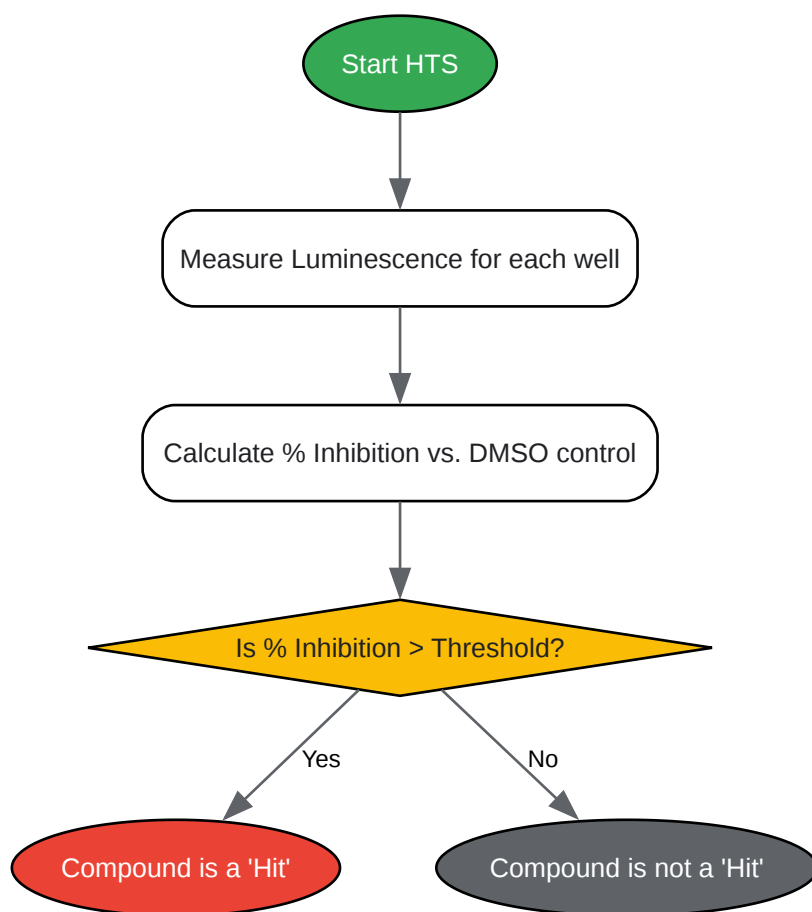 Start HTS
Measure Luminescence for each well
Calculate % Inhibition vs. DMSO control
Is % Inhibition > Threshold?
Yes
No
Compound is a 'Hit'
Compound is not a 'Hit'